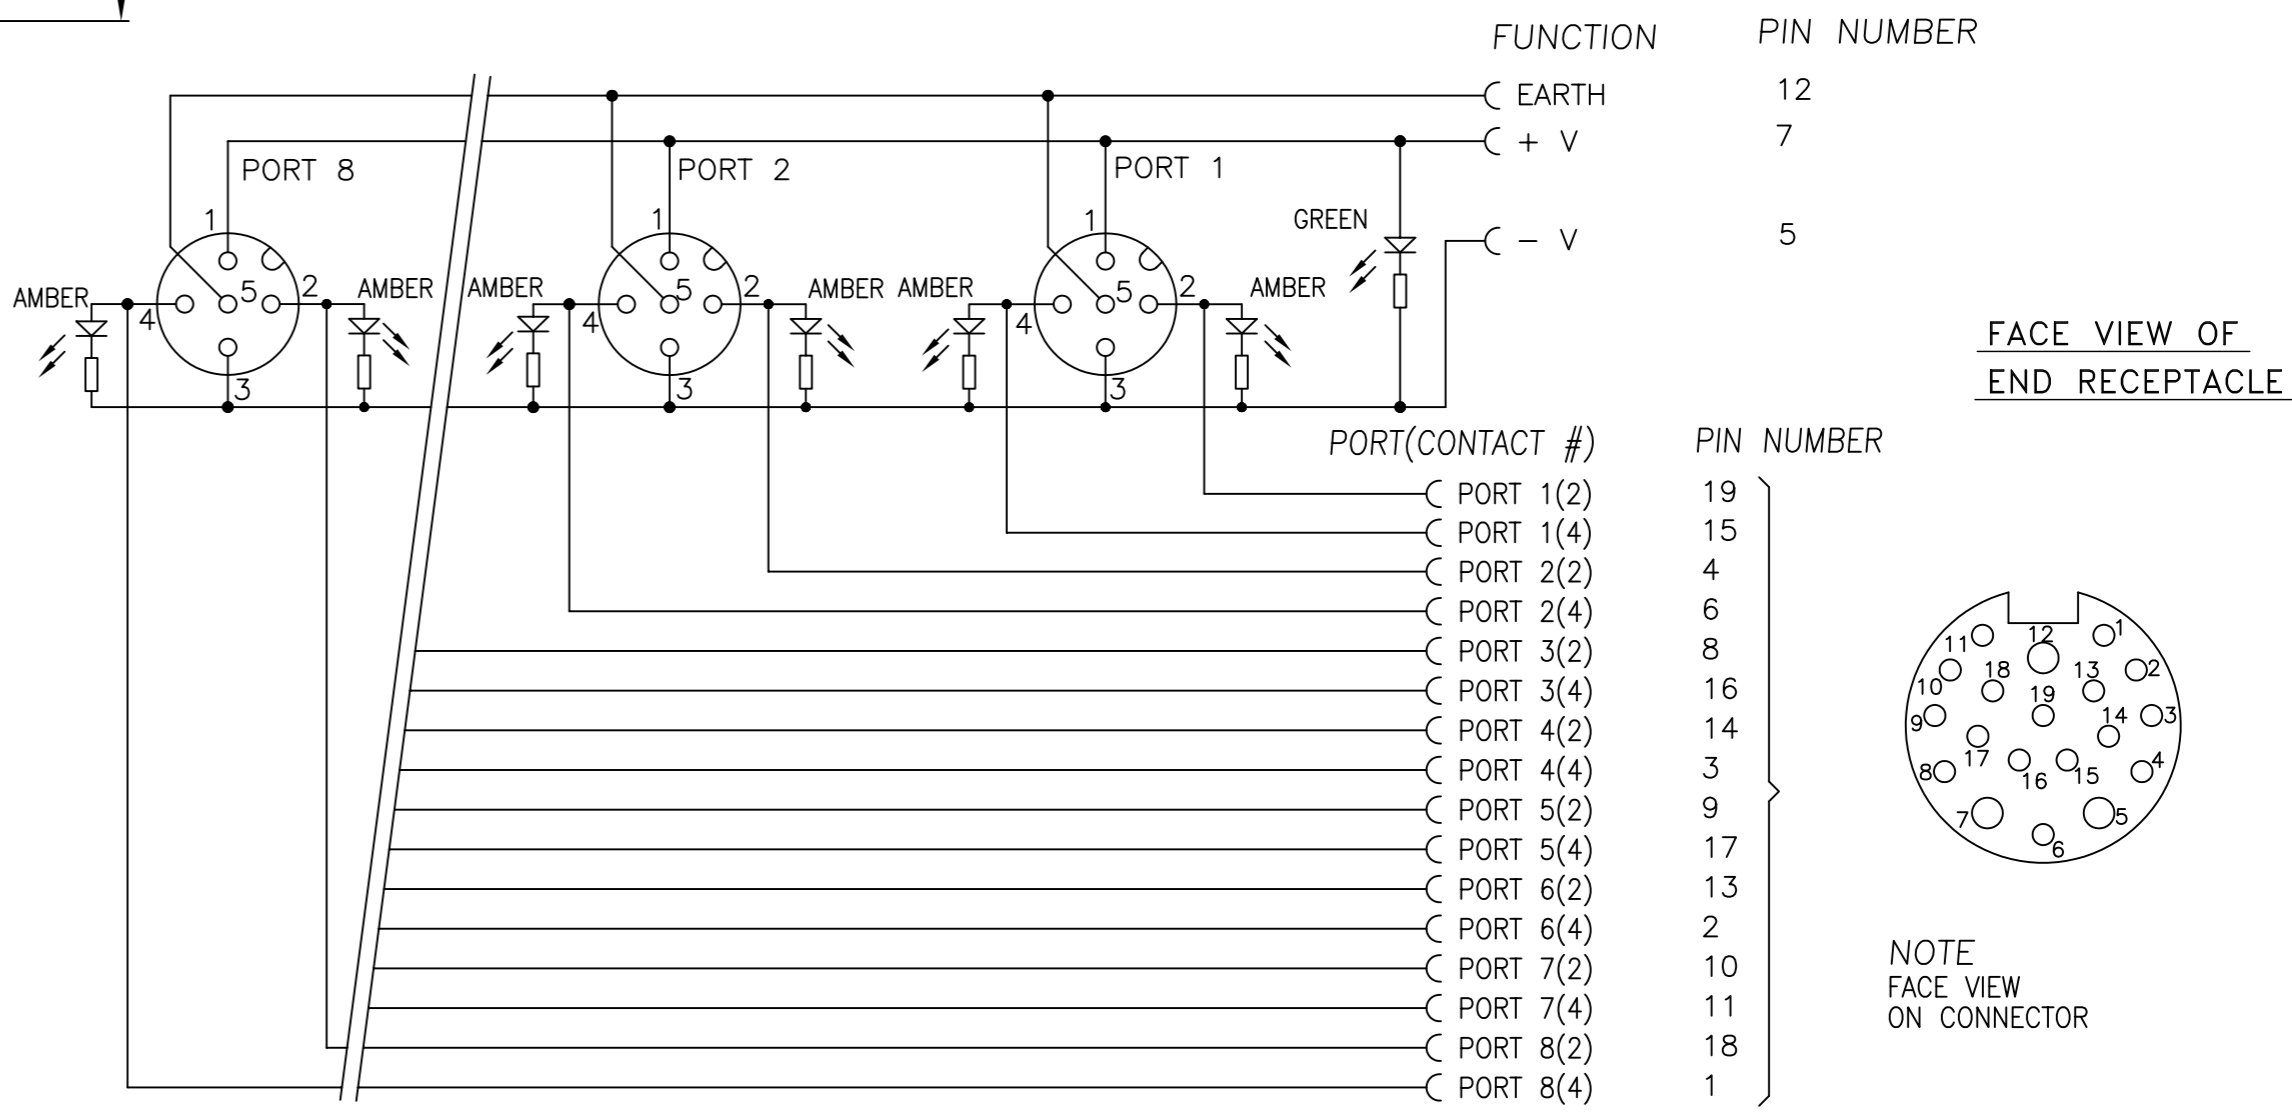 FUNCTION PIN NUMBER
EARTH 12
+ V 7
PORT 8 PORT 2 PORT 1
1 1 1
GREEN
- V 5
AMBER 4 5 2 AMBER
AMBER 4 5 2 AMBER
AMBER 4 5 2 AMBER
3 3 3
FACE VIEW OF
END RECEPTACLE
PORT(CONTACT #) PIN NUMBER
PORT 1(2) 19
PORT 1(4) 15
PORT 2(2) 4
PORT 2(4) 6
PORT 3(2) 8
PORT 3(4) 16
PORT 4(2) 14
PORT 4(4) 3
PORT 5(2) 9
PORT 5(4) 17
PORT 6(2) 13
PORT 6(4) 2
PORT 7(2) 10
PORT 7(4) 11
PORT 8(2) 18
PORT 8(4) 1
11 12 1
10 18 19 13 2
9 14 3
8 17 16 15 4
7 6 5
NOTE
FACE VIEW
ON CONNECTOR